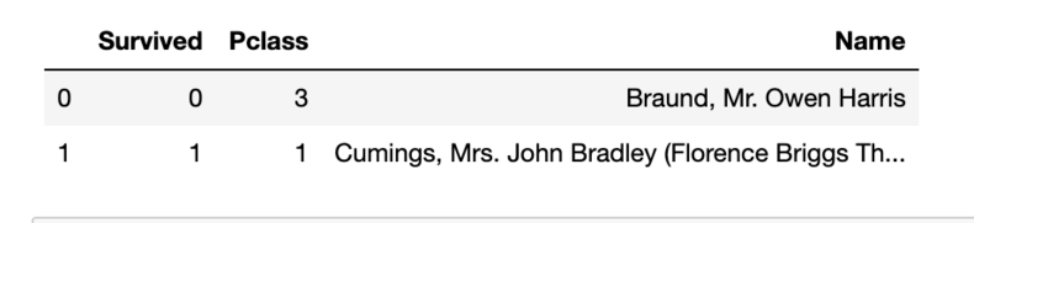 Survived Pclass Name
0 0 3 Braund, Mr. Owen Harris
1 1 1 Cumings, Mrs. John Bradley (Florence Briggs Th...